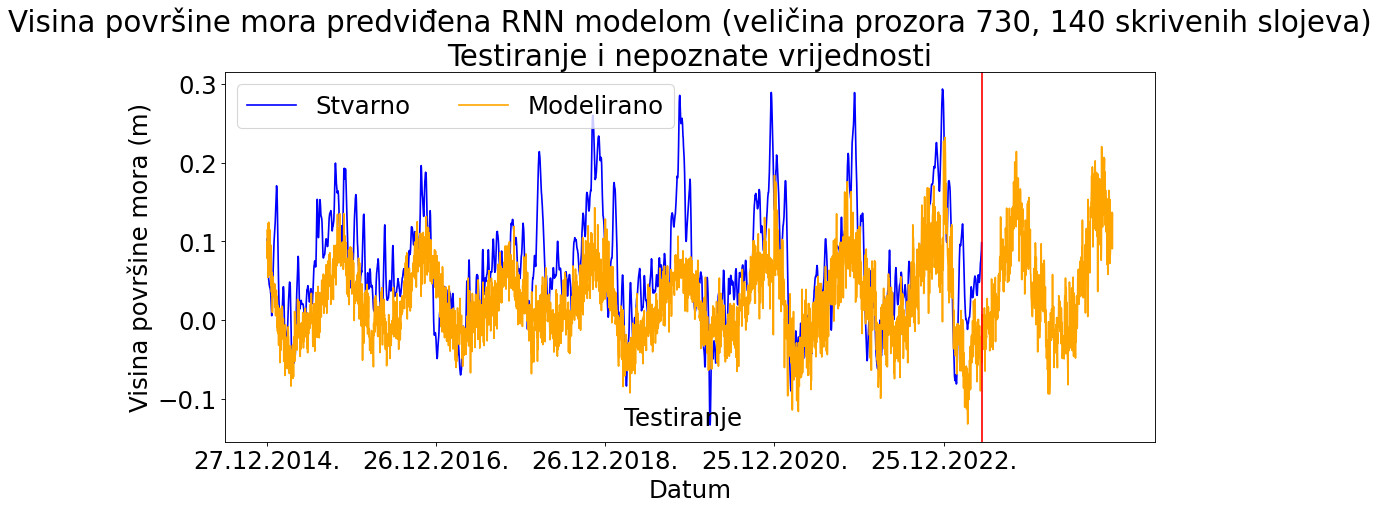 Visina površine mora predviđena RNN modelom (veličina prozora 730, 140 skrivenih slojeva)
Testiranje i nepoznate vrijednosti
Stvarno Modelirano
Visina površine mora (m)
0.3
0.2
0.1
0.0
−0.1
Testiranje
27.12.2014. 26.12.2016. 26.12.2018. 25.12.2020. 25.12.2022.
Datum